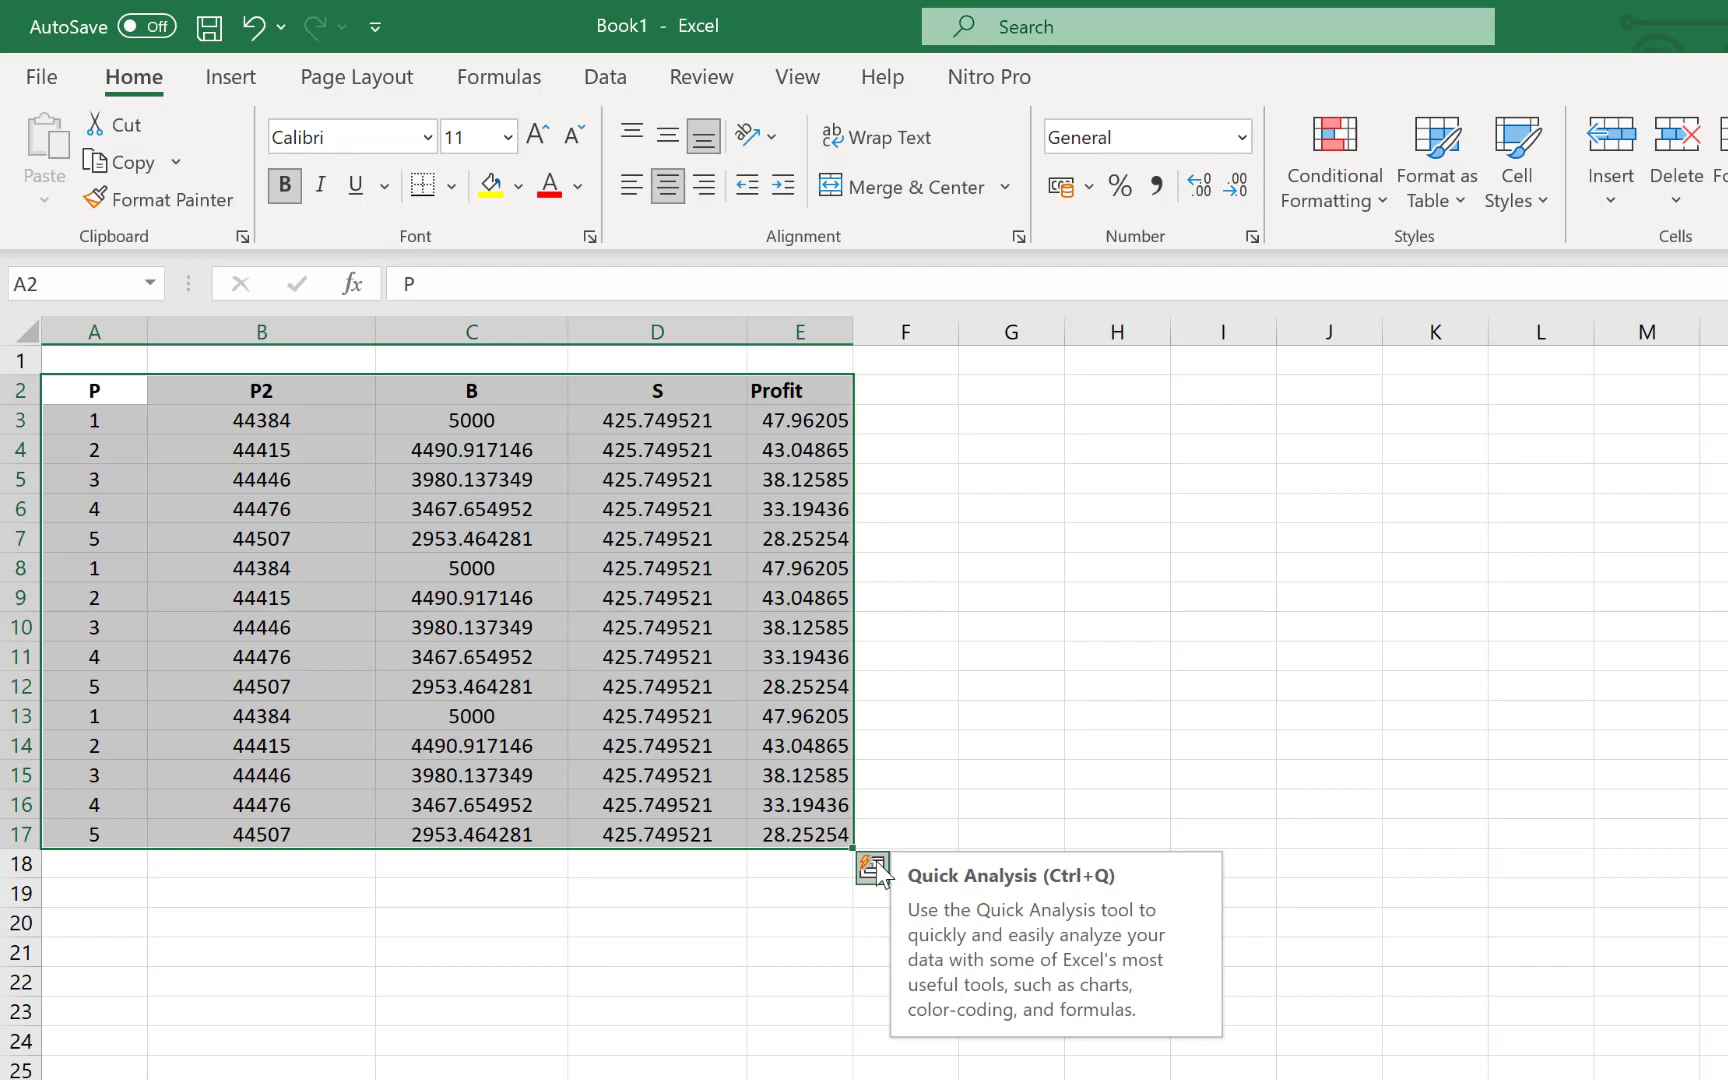 AutoSave Off Book1 - Excel Search
File Home Insert Page Layout Formulas Data Review View Help Nitro Pro
Paste Cut Copy Format Painter
Clipboard
Calibri 11
B I U A
Font
ab Wrap Text
Merge & Center
Alignment
General
% , .00 .00
Number
Conditional Formatting
Format as Table
Cell Styles
Styles
Insert Delete Fo
Cells
A2 fx P
A B C D E F G H I J K L M
1
2 P P2 B S Profit
3 1 44384 5000 425.749521 47.96205
4 2 44415 4490.917146 425.749521 43.04865
5 3 44446 3980.137349 425.749521 38.12585
6 4 44476 3467.654952 425.749521 33.19436
7 5 44507 2953.464281 425.749521 28.25254
8 1 44384 5000 425.749521 47.96205
9 2 44415 4490.917146 425.749521 43.04865
10 3 44446 3980.137349 425.749521 38.12585
11 4 44476 3467.654952 425.749521 33.19436
12 5 44507 2953.464281 425.749521 28.25254
13 1 44384 5000 425.749521 47.96205
14 2 44415 4490.917146 425.749521 43.04865
15 3 44446 3980.137349 425.749521 38.12585
16 4 44476 3467.654952 425.749521 33.19436
17 5 44507 2953.464281 425.749521 28.25254
18
19
20
21
22
23
24
25
Quick Analysis (Ctrl+Q)
Use the Quick Analysis tool to
quickly and easily analyze your
data with some of Excel's most
useful tools, such as charts,
color-coding, and formulas.